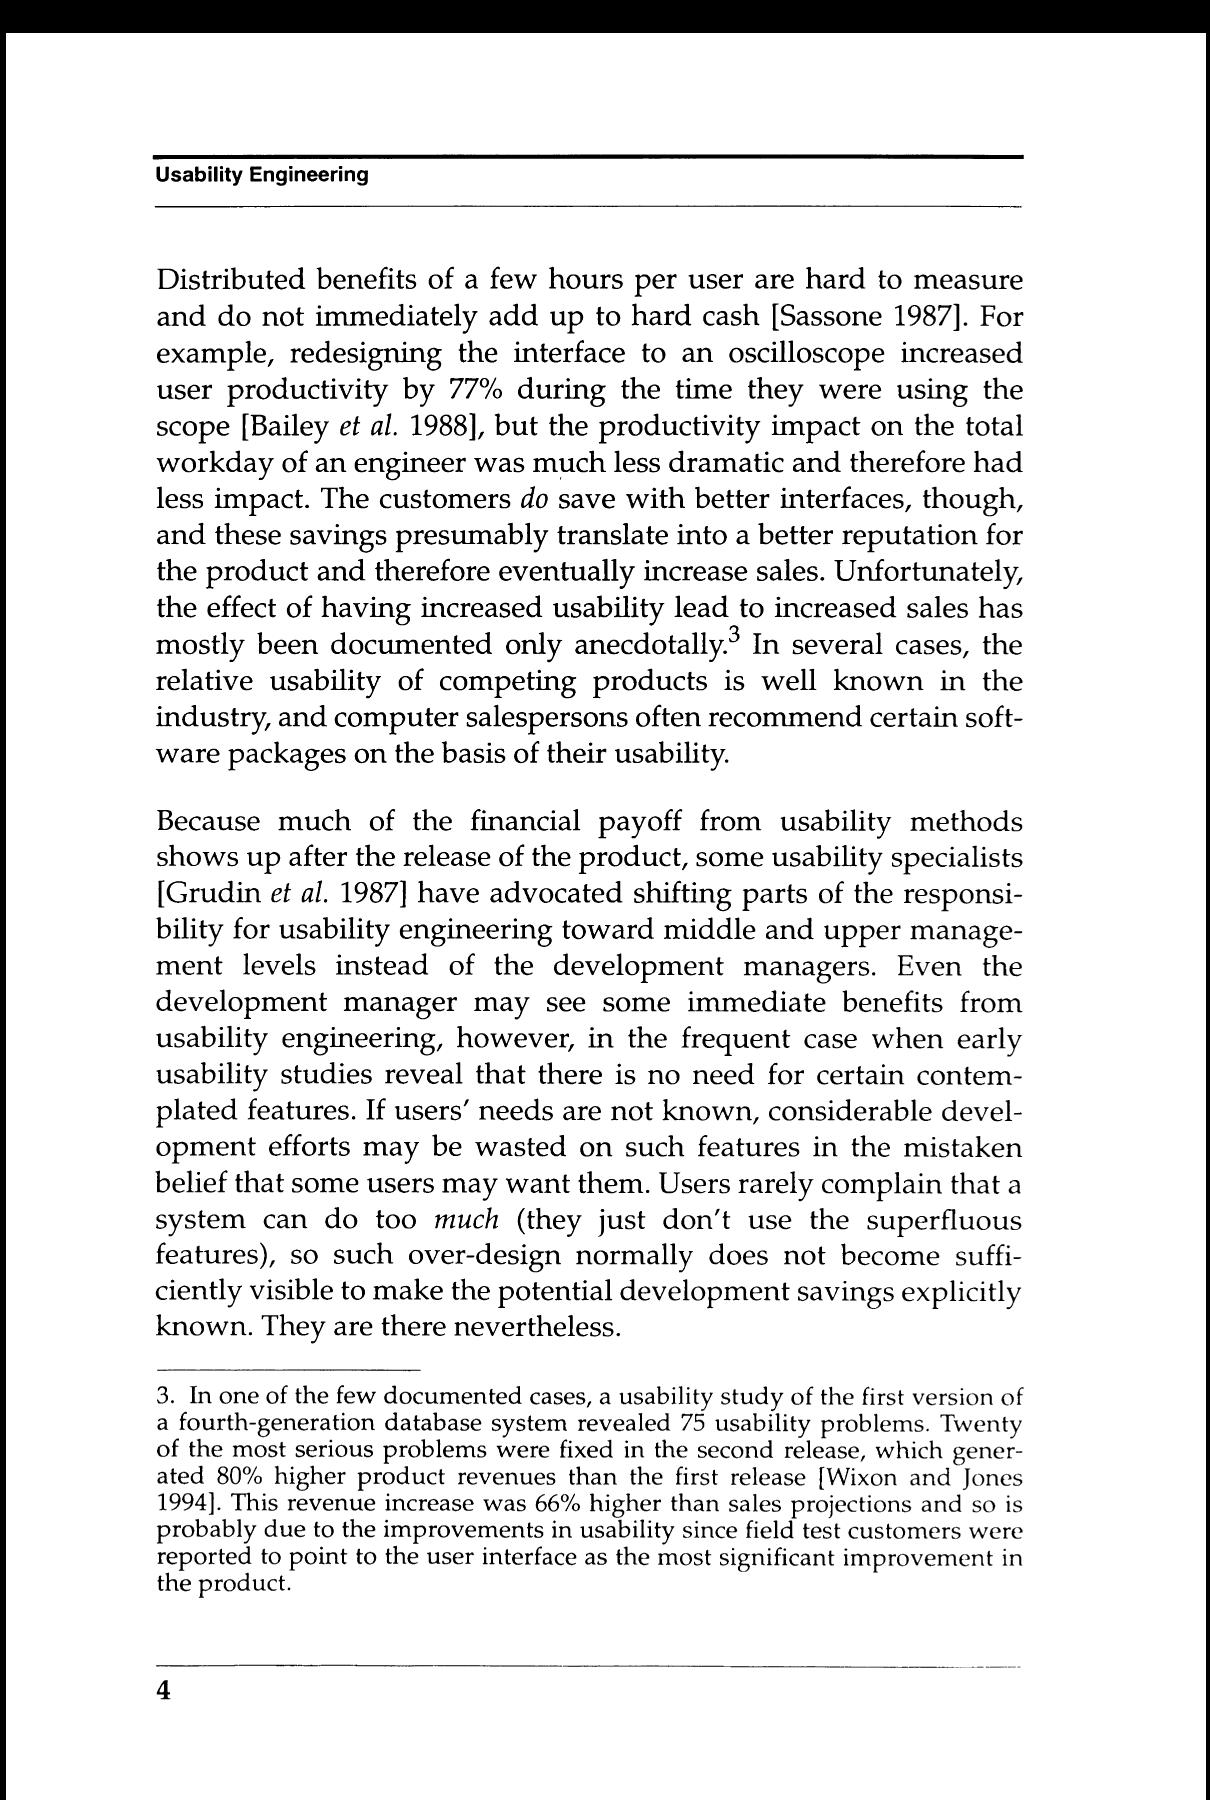 Usability Engineering
Distributed benefits of a few hours per user are hard to measure
and do not immediately add up to hard cash [Sassone 1987]. For
example, redesigning the interface to an oscilloscope increased
user productivity by 77% during the time they were using the
scope [Bailey et al. 1988], but the productivity impact on the total
workday of an engineer was much less dramatic and therefore had
less impact. The customers do save with better interfaces, though,
and these savings presumably translate into a better reputation for
the product and therefore eventually increase sales. Unfortunately,
the effect of having increased usability lead to increased sales has
mostly been documented only anecdotally.3 In several cases, the
relative usability of competing products is well known in the
industry, and computer salespersons often recommend certain soft-
ware packages on the basis of their usability.
Because much of the financial payoff from usability methods
shows up after the release of the product, some usability specialists
[Grudin et al. 1987] have advocated shifting parts of the responsi-
bility for usability engineering toward middle and upper manage-
ment levels instead of the development managers. Even the
development manager may see some immediate benefits from
usability engineering, however, in the frequent case when early
usability studies reveal that there is no need for certain contem-
plated features. If users' needs are not known, considerable devel-
opment efforts may be wasted on such features in the mistaken
belief that some users may want them. Users rarely complain that a
system can do too much (they just don't use the superfluous
features), so such over-design normally does not become suffi-
ciently visible to make the potential development savings explicitly
known. They are there nevertheless.
3. In one of the few documented cases, a usability study of the first version of
a fourth-generation database system revealed 75 usability problems. Twenty
of the most serious problems were fixed in the second release, which gener-
ated 80% higher product revenues than the first release [Wixon and Jones
1994]. This revenue increase was 66% higher than sales projections and so is
probably due to the improvements in usability since field test customers were
reported to point to the user interface as the most significant improvement in
the product.
4